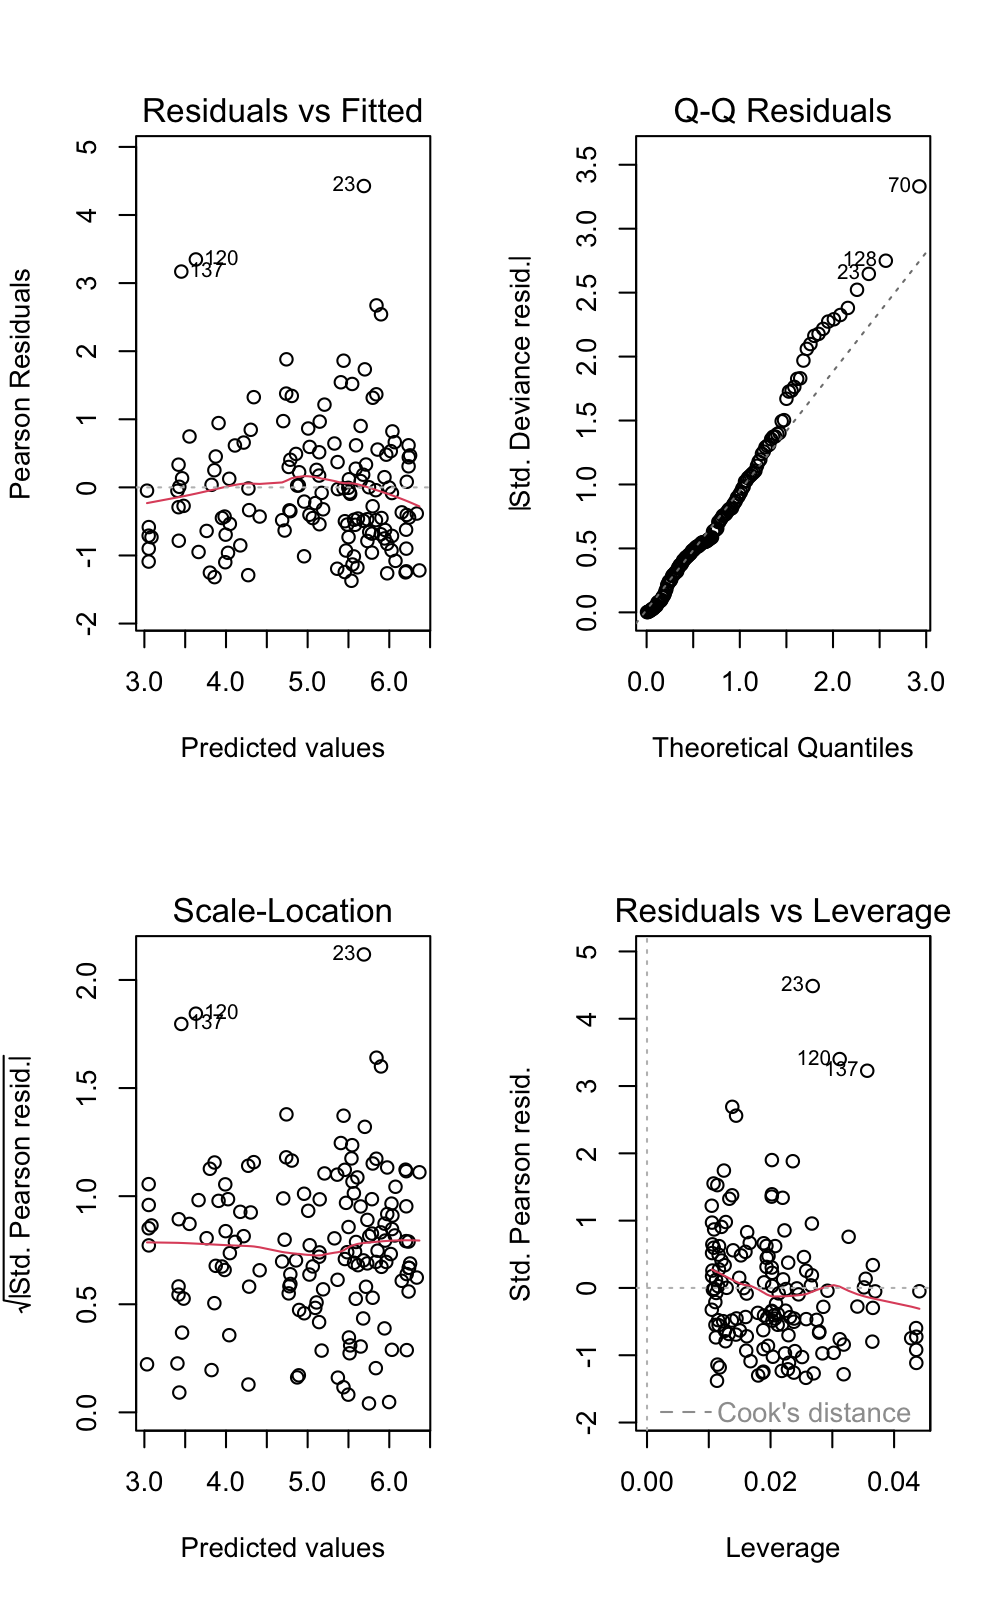 Residuals vs Fitted
Pearson Residuals
-2 -1 0 1 2 3 4 5
23
120
137
3.0 4.0 5.0 6.0
Predicted values
Q-Q Residuals
|Std. Deviance resid.|
0.0 0.5 1.0 1.5 2.0 2.5 3.0 3.5
70
128
23
0.0 1.0 2.0 3.0
Theoretical Quantiles
Scale-Location
√|Std. Pearson resid.|
0.0 0.5 1.0 1.5 2.0
23
120
137
3.0 4.0 5.0 6.0
Predicted values
Residuals vs Leverage
Std. Pearson resid.
-2 -1 0 1 2 3 4 5
23
120
137
Cook's distance
0.00 0.02 0.04
Leverage